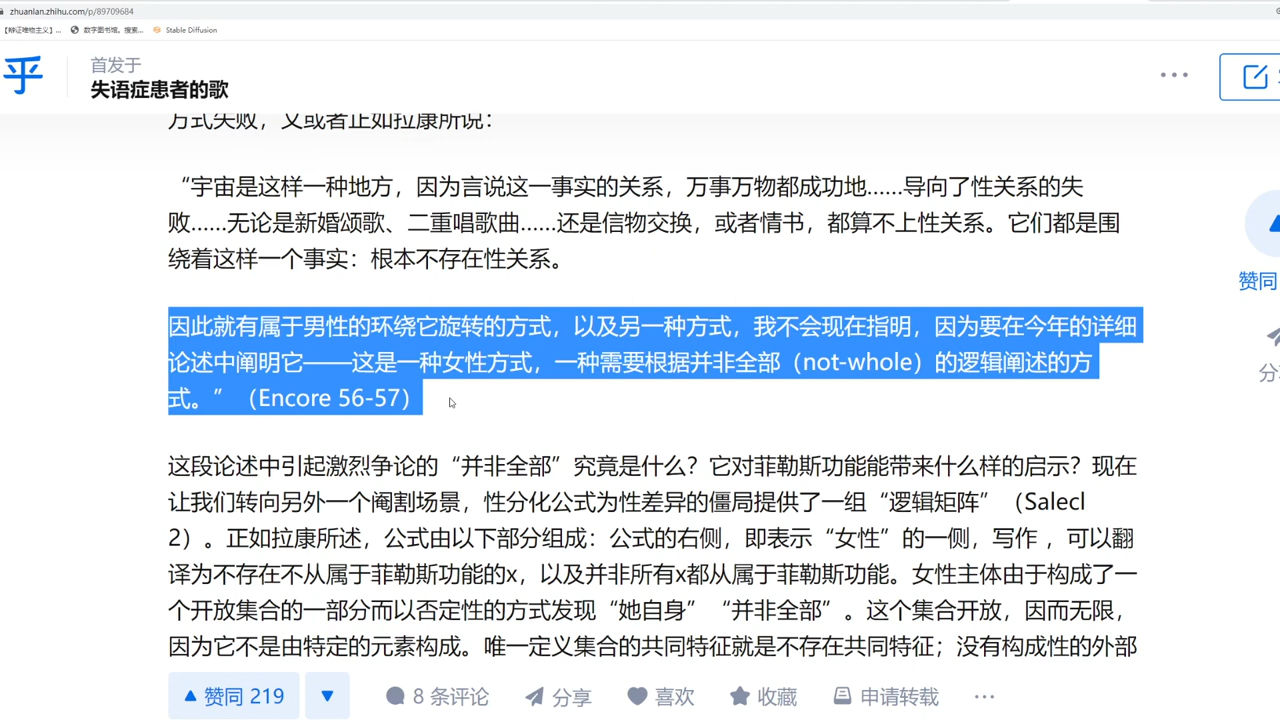 zhuanlan.zhihu.com/p/89709684
【辩证唯物主义】... 数字图书馆。搜索... Stable Diffusion
乎
首发于
失语症患者的歌
方式失败，又或者正如拉康所说：
“宇宙是这样一种地方，因为言说这一事实的关系，万事万物都成功地……导向了性关系的失
败……无论是新婚颂歌、二重唱歌曲……还是信物交换，或者情书，都算不上性关系。它们都是围
绕着这样一个事实：根本不存在性关系。
因此就有属于男性的环绕它旋转的方式，以及另一种方式，我不会现在指明，因为要在今年的详细
论述中阐明它——这是一种女性方式，一种需要根据并非全部（not-whole）的逻辑阐述的方
式。”（Encore 56-57）
这段论述中引起激烈争论的“并非全部”究竟是什么？它对菲勒斯功能能带来什么样的启示？现在
让我们转向另外一个阉割场景，性分化公式为性差异的僵局提供了一组“逻辑矩阵”（Salecl
2）。正如拉康所述，公式由以下部分组成：公式的右侧，即表示“女性”的一侧，写作 ，可以翻
译为不存在不从属于菲勒斯功能的x，以及并非所有x都从属于菲勒斯功能。女性主体由于构成了一
个开放集合的一部分而以否定性的方式发现“她自身”“并非全部”。这个集合开放，因而无限，
因为它不是由特定的元素构成。唯一定义集合的共同特征就是不存在共同特征；没有构成性的外部
赞同
赞同 219
8 条评论
分享
喜欢
收藏
申请转载